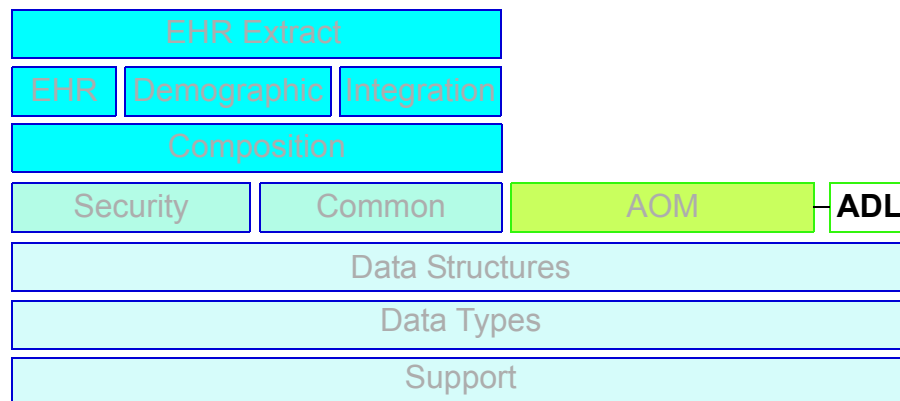 EHR Extract
EHR Demographic Integration
Composition
Security Common AOM ADL
Data Structures
Data Types
Support